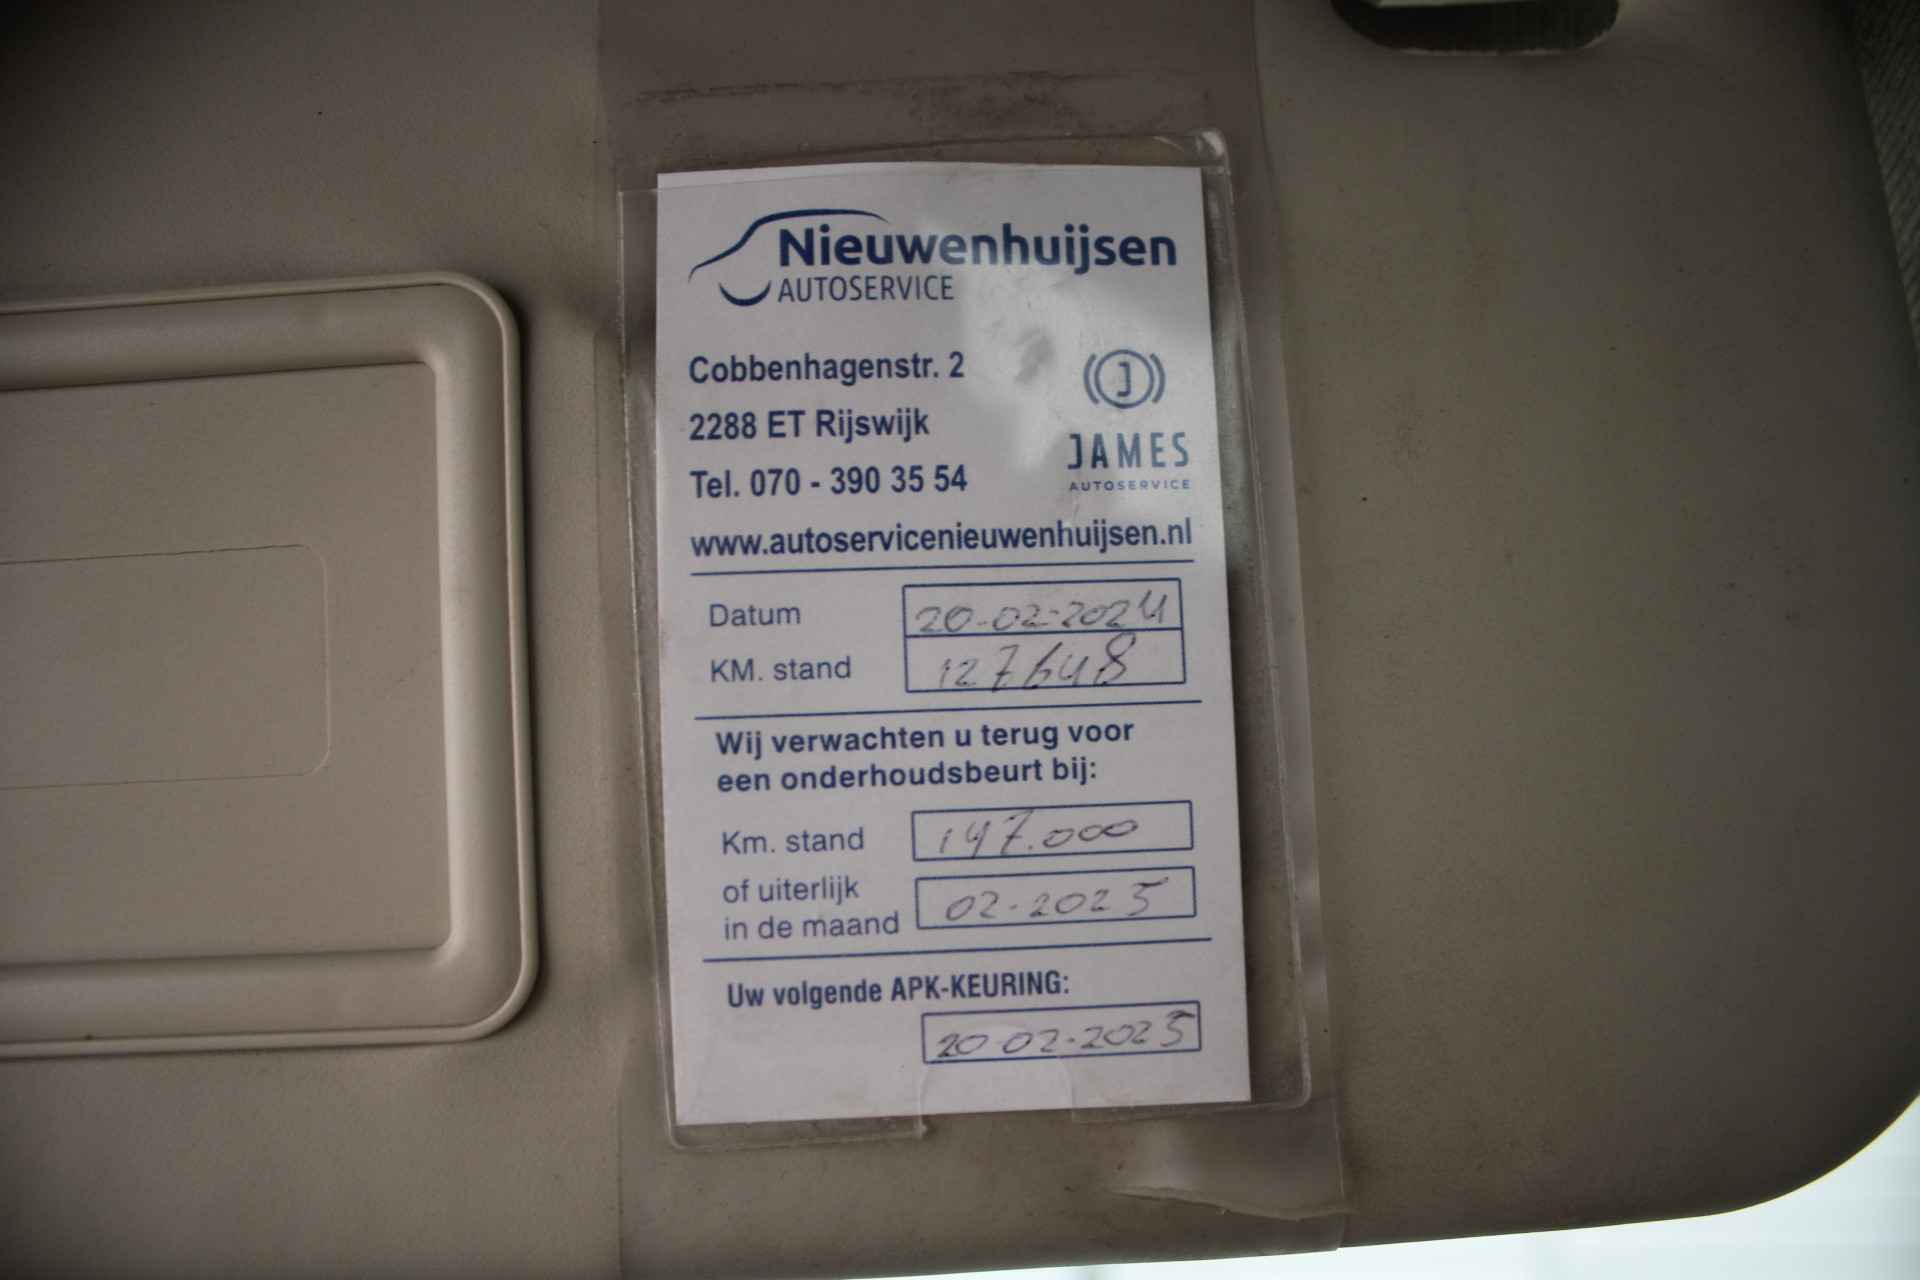 Nieuwenhuijsen
AUTOSERVICE
Cobbenhagenstr. 2
2288 ET Rijswijk
Tel. 070 - 390 35 54
J
JAMES
AUTOSERVICE
www.autoservicenieuwenhuijsen.nl
Datum 20-02-2024
KM. stand 127648
Wij verwachten u terug voor
een onderhoudsbeurt bij:
Km. stand 147.000
of uiterlijk
in de maand 02-2025
Uw volgende APK-KEURING:
20-02-2025